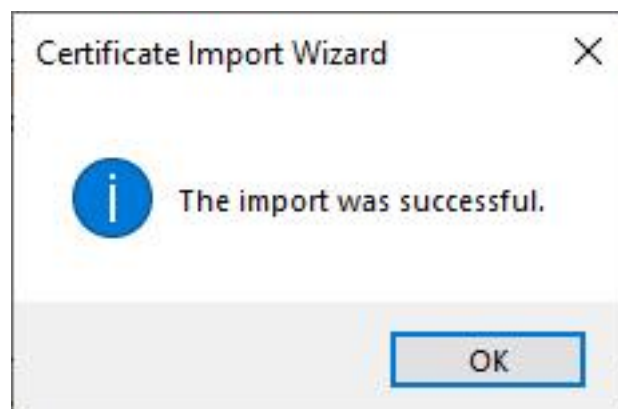 Certificate Import Wizard
The import was successful.
OK